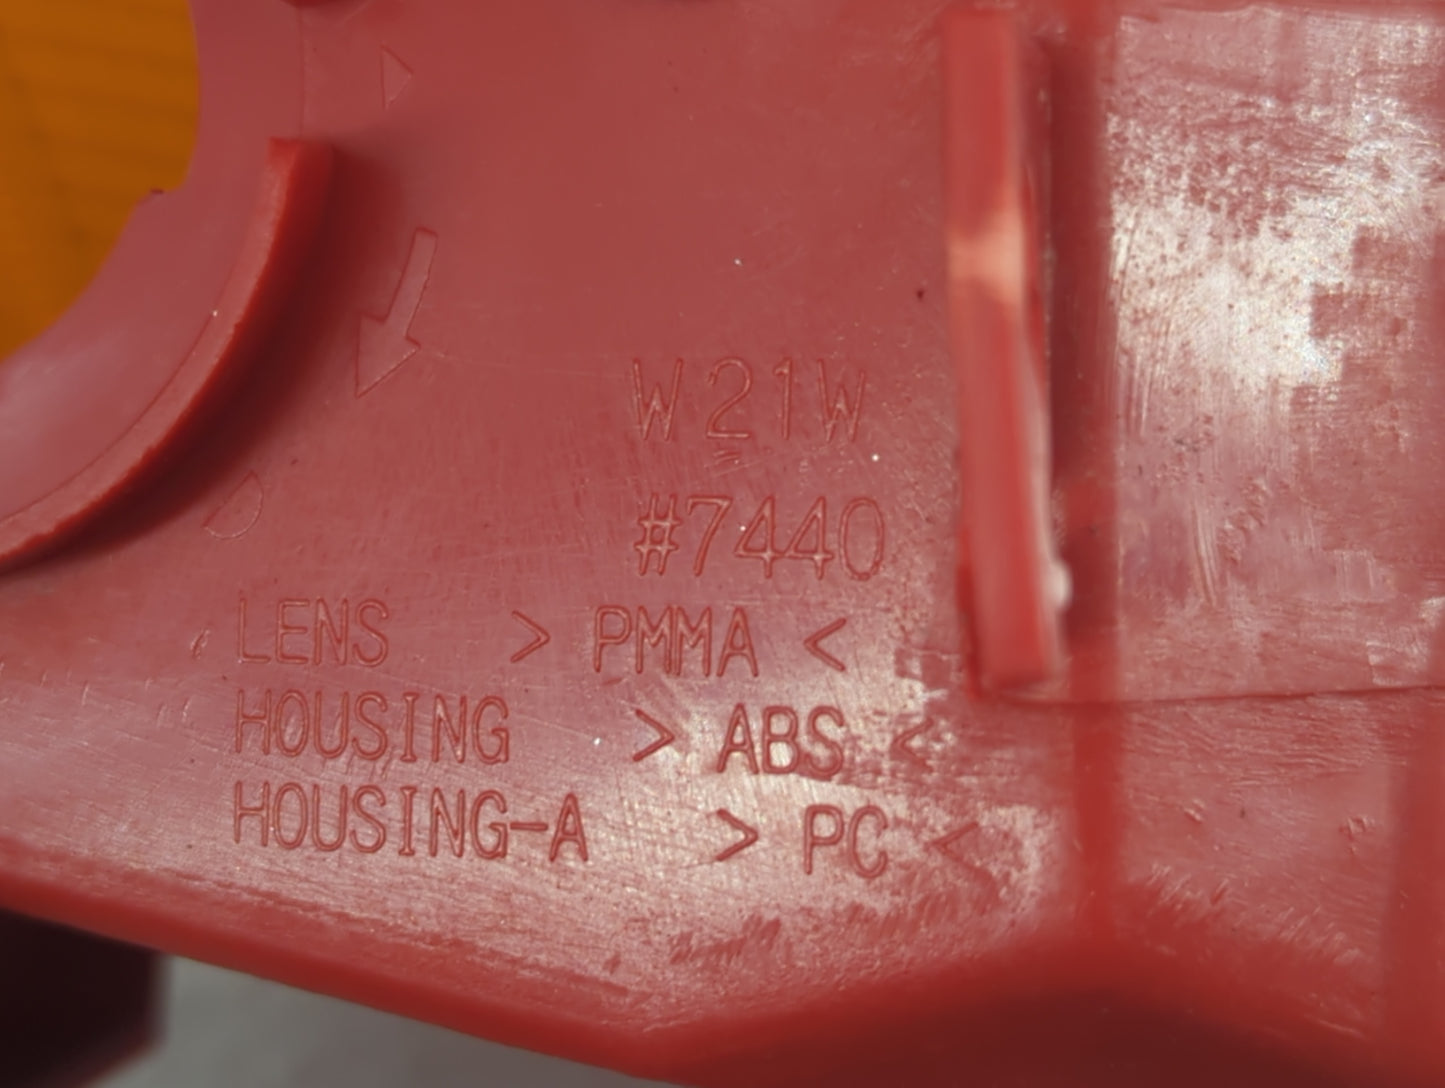 W21W
#7440
LENS > PMMA <
HOUSING > ABS <
HOUSING-A > PC <